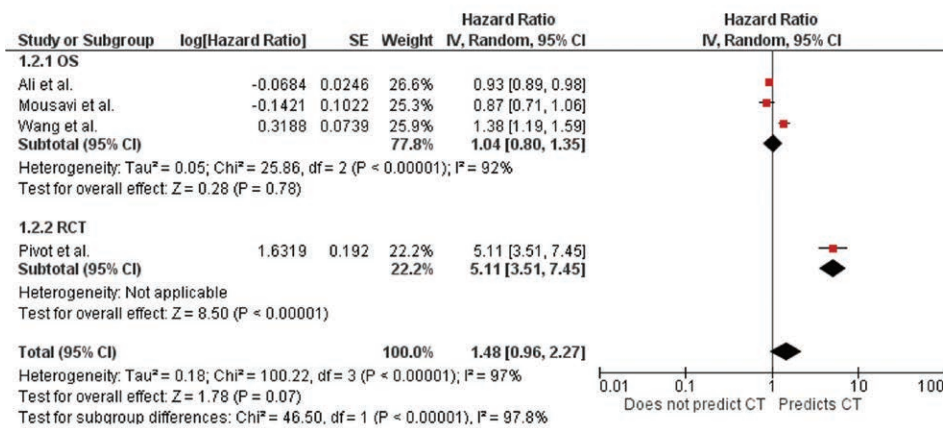 Hazard Ratio Hazard Ratio
Study or Subgroup log[Hazard Ratio] SE Weight IV, Random, 95% CI IV, Random, 95% CI
1.2.1 OS
Ali et al. -0.0684 0.0246 26.6% 0.93 [0.89, 0.98]
Mousavi et al. -0.1421 0.1022 25.3% 0.87 [0.71, 1.06]
Wang et al. 0.3188 0.0739 25.9% 1.38 [1.19, 1.59]
Subtotal (95% CI) 77.8% 1.04 [0.80, 1.35]
Heterogeneity: Tau² = 0.05; Chi² = 25.86, df = 2 (P < 0.00001); I² = 92%
Test for overall effect: Z = 0.28 (P = 0.78)
1.2.2 RCT
Pivot et al. 1.6319 0.192 22.2% 5.11 [3.51, 7.45]
Subtotal (95% CI) 22.2% 5.11 [3.51, 7.45]
Heterogeneity: Not applicable
Test for overall effect: Z = 8.50 (P < 0.00001)
Total (95% CI) 100.0% 1.48 [0.96, 2.27]
Heterogeneity: Tau² = 0.18; Chi² = 100.22, df = 3 (P < 0.00001); I² = 97%
Test for overall effect: Z = 1.78 (P = 0.07)
Test for subgroup differences: Chi² = 46.50, df = 1 (P < 0.00001), I² = 97.8%
0.01 0.1 1 10 100
Does not predict CT Predicts CT